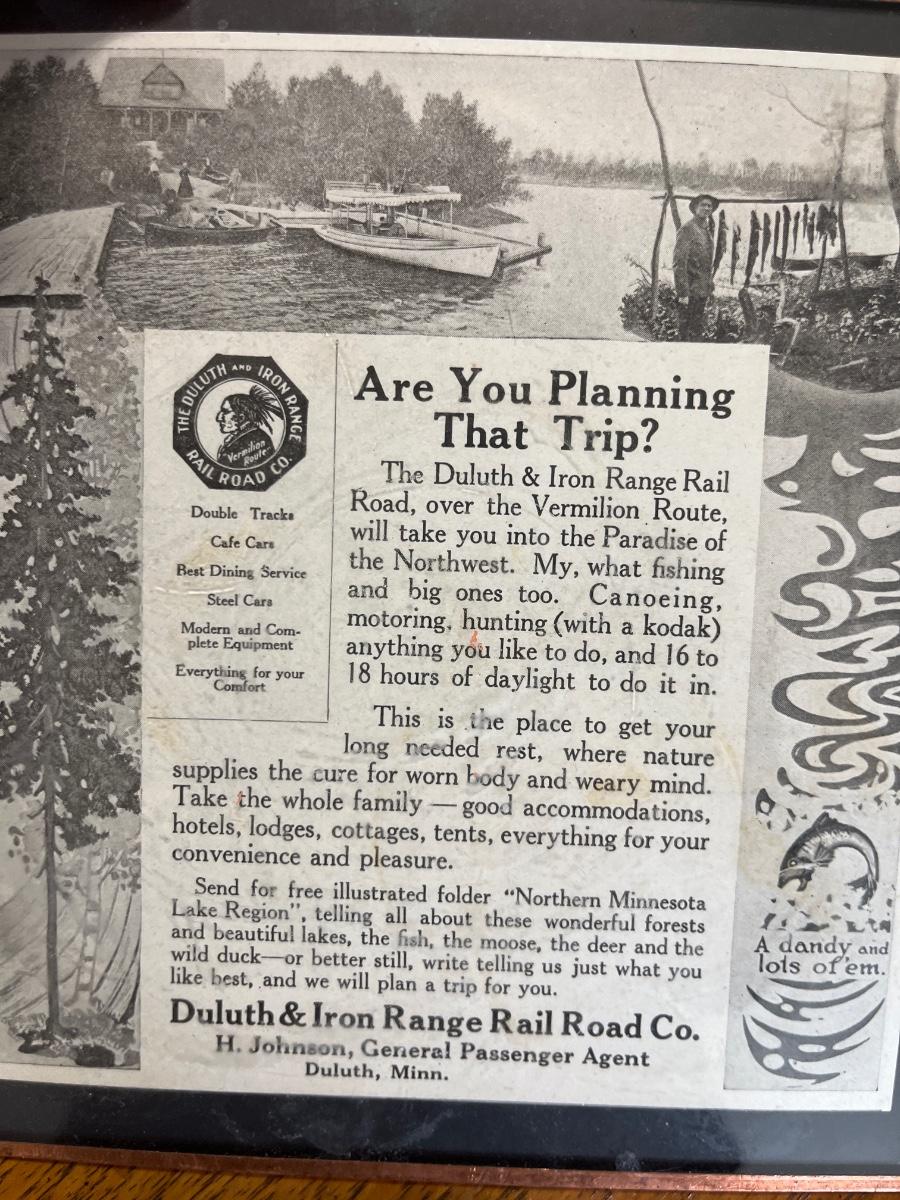 THE DULUTH AND IRON RANGE
RAIL ROAD CO.
"Vermilion
Route"
Double Tracks
Cafe Cars
Best Dining Service
Steel Cars
Modern and Com-
plete Equipment
Everything for your
Comfort
Are You Planning
That Trip?
The Duluth & Iron Range Rail
Road, over the Vermilion Route,
will take you into the Paradise of
the Northwest. My, what fishing
and big ones too. Canoeing,
motoring, hunting (with a kodak)
anything you like to do, and 16 to
18 hours of daylight to do it in.
This is the place to get your
long needed rest, where nature
supplies the cure for worn body and weary mind.
Take the whole family — good accommodations,
hotels, lodges, cottages, tents, everything for your
convenience and pleasure.
Send for free illustrated folder "Northern Minnesota
Lake Region", telling all about these wonderful forests
and beautiful lakes, the fish, the moose, the deer and the
wild duck—or better still, write telling us just what you
like best, and we will plan a trip for you.
Duluth & Iron Range Rail Road Co.
H. Johnson, General Passenger Agent
Duluth, Minn.
A dandy and
lots of 'em.